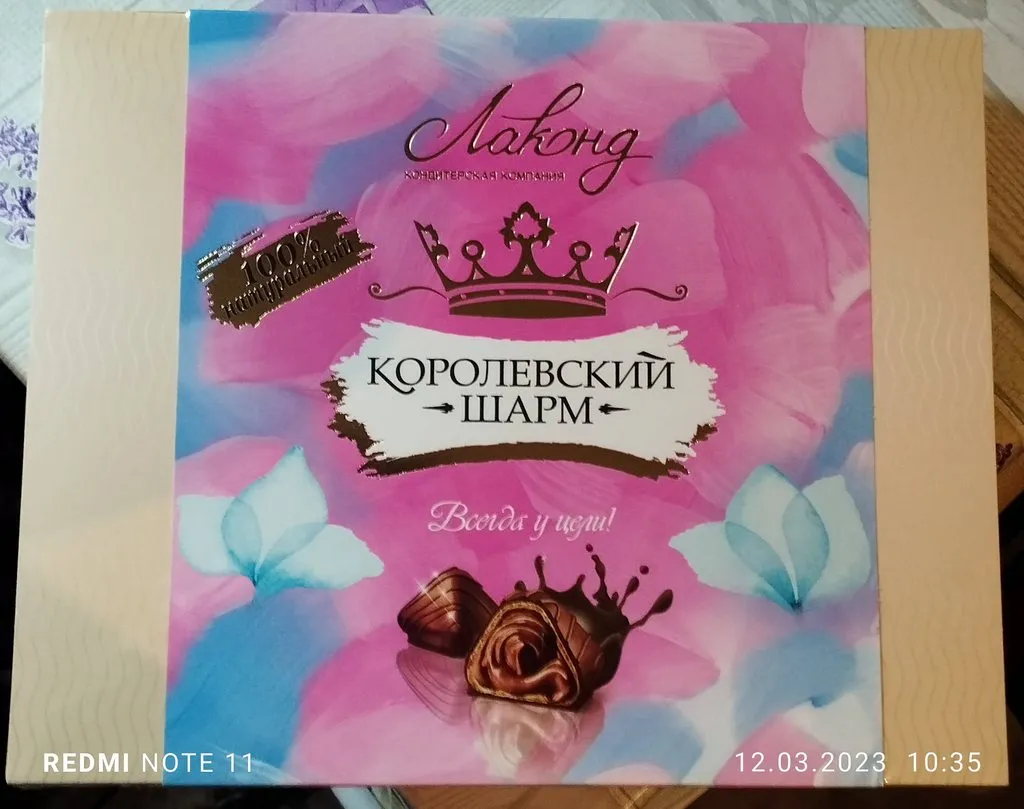 Лаконд
КОНДИТЕРСКАЯ КОМПАНИЯ
100%
натуральный
КОРОЛЕВСКИЙ
ШАРМ
Всегда у цели!
REDMI NOTE 11
12.03.2023 10:35